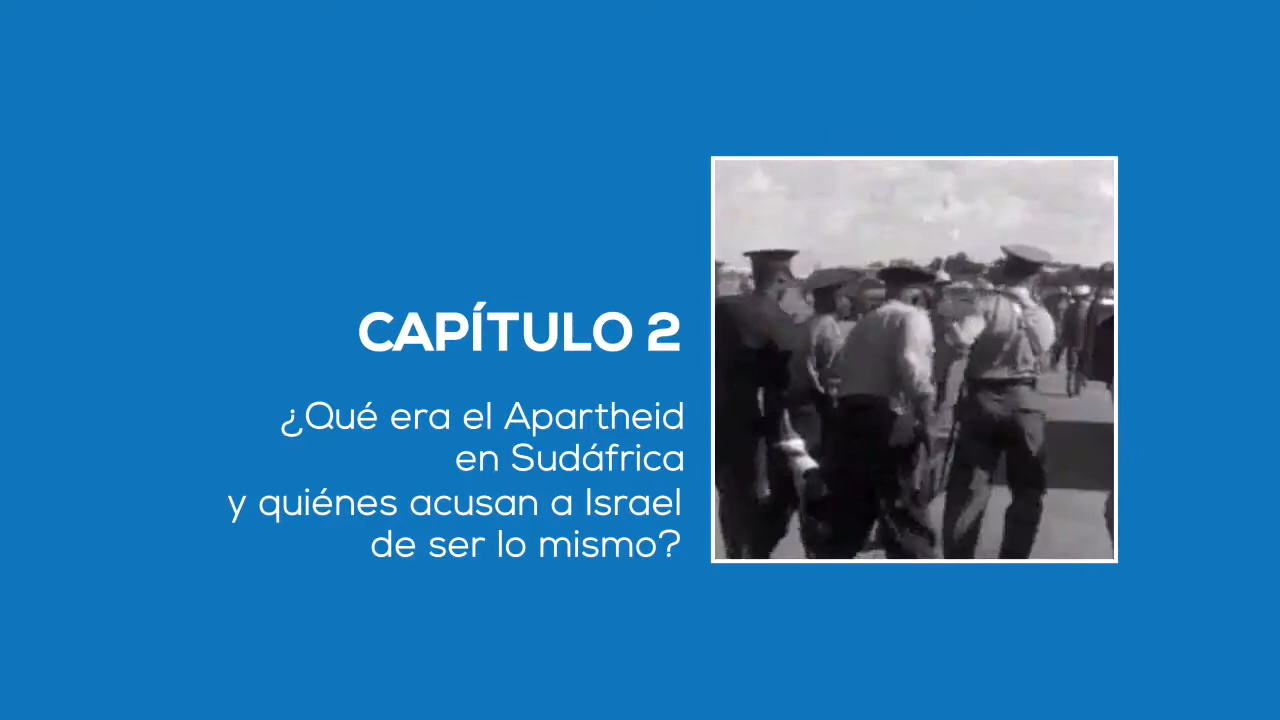 CAPÍTULO 2
¿Qué era el Apartheid
en Sudáfrica
y quiénes acusan a Israel
de ser lo mismo?